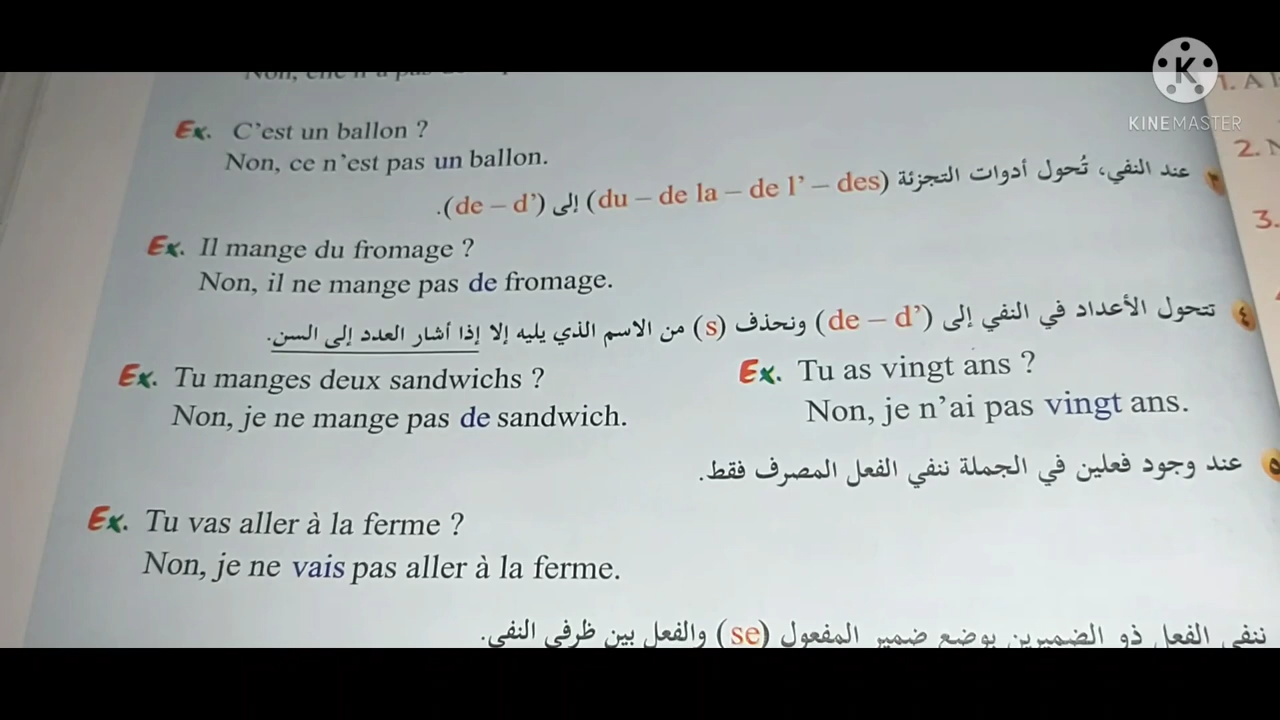 KINEMASTER
Ex. C'est un ballon ?
Non, ce n'est pas un ballon.
2.
عند النفي، تُحول أدوات التجزئة (du – de la – de l' – des) إلى (de – d').
3.
Ex. Il mange du fromage ?
Non, il ne mange pas de fromage.
٤ تتحول الأعداد في النفي إلى (de – d') ونحذف (s) من الاسم الذي يليه إلا إذا أشار العدد إلى السن.
Ex. Tu manges deux sandwichs ?
Non, je ne mange pas de sandwich.
Ex. Tu as vingt ans ?
Non, je n'ai pas vingt ans.
٥ عند وجود فعلين في الجملة ننفي الفعل المصرف فقط.
Ex. Tu vas aller à la ferme ?
Non, je ne vais pas aller à la ferme.
ننفي الفعل ذو الضميرين بوضع ضمير المفعول (se) والفعل بين ظرفي النفي.